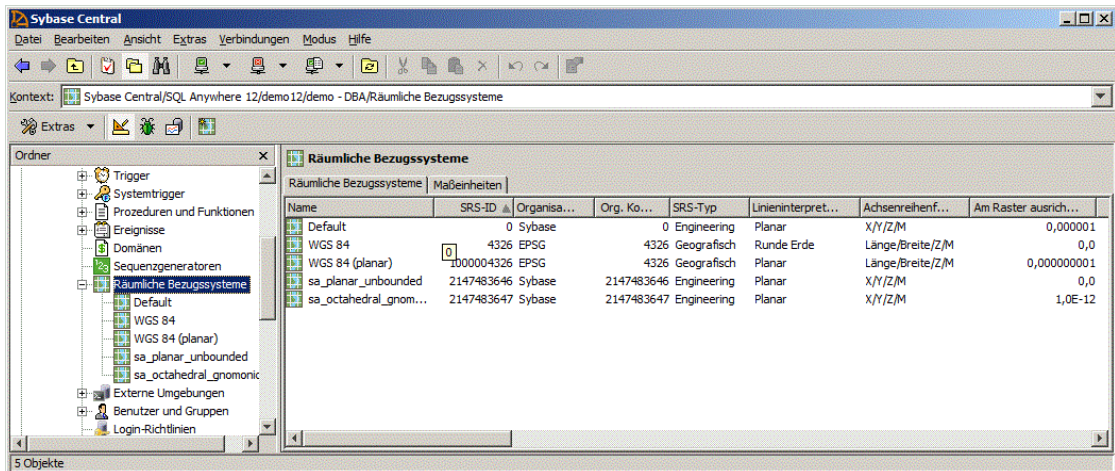 Sybase Central
Datei Bearbeiten Ansicht Extras Verbindungen Modus Hilfe
Kontext: Sybase Central/SQL Anywhere 12/demo12/demo - DBA/Räumliche Bezugssysteme
Extras
Ordner
Trigger
Systemtrigger
Prozeduren und Funktionen
Ereignisse
Domänen
Sequenzgeneratoren
Räumliche Bezugssysteme
Default
WGS 84
WGS 84 (planar)
sa_planar_unbounded
sa_octahedral_gnomonic
Externe Umgebungen
Benutzer und Gruppen
Login-Richtlinien
Räumliche Bezugssysteme
Räumliche Bezugssysteme Maßeinheiten
Name SRS-ID Organisa... Org. Ko... SRS-Typ Linieninterpret... Achsenreihenf... Am Raster ausrich...
Default 0 Sybase 0 Engineering Planar X/Y/Z/M 0,000001
WGS 84 4326 EPSG 4326 Geografisch Runde Erde Länge/Breite/Z/M 0,0
0
WGS 84 (planar) 1000004326 EPSG 4326 Geografisch Planar Länge/Breite/Z/M 0,000000001
sa_planar_unbounded 2147483646 Sybase 2147483646 Engineering Planar X/Y/Z/M 0,0
sa_octahedral_gnom... 2147483647 Sybase 2147483647 Engineering Planar X/Y/Z/M 1,0E-12
5 Objekte